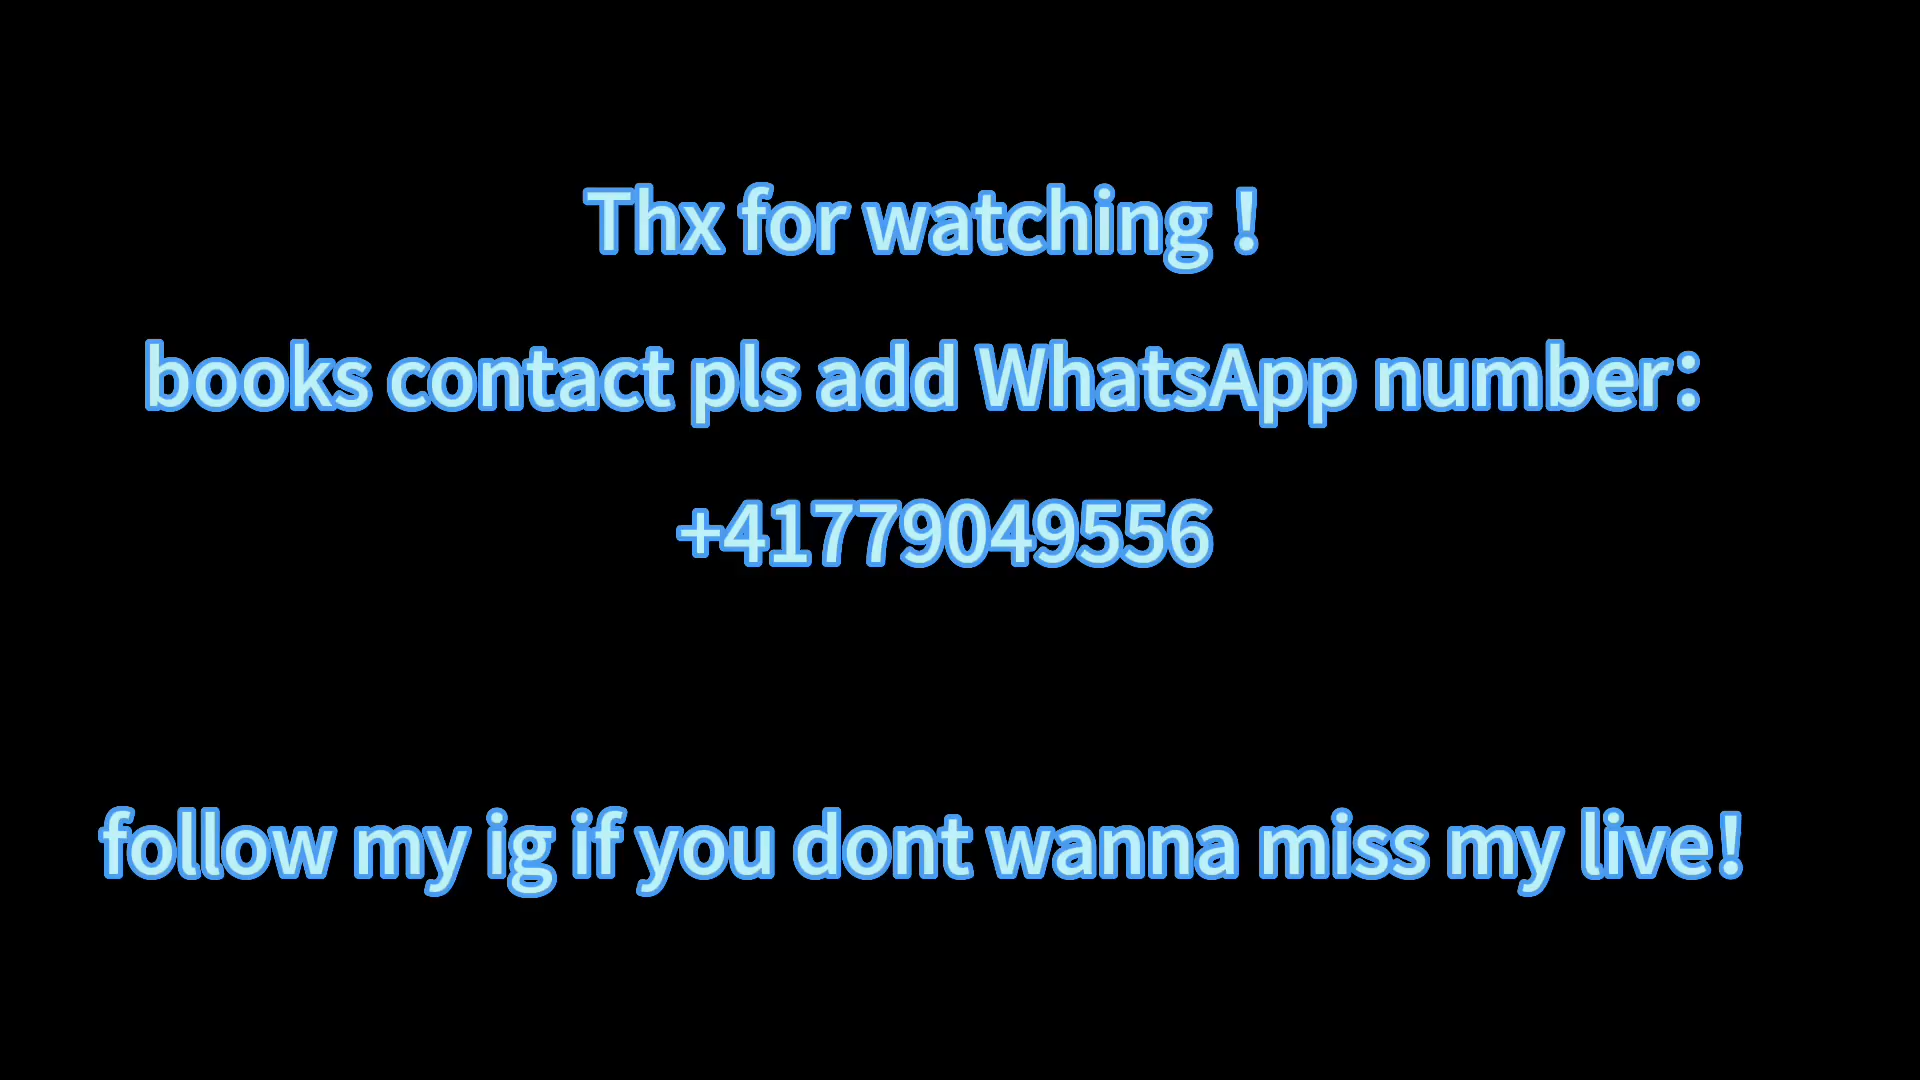 Thx for watching !
books contact pls add WhatsApp number:
+41779049556
follow my ig if you dont wanna miss my live!